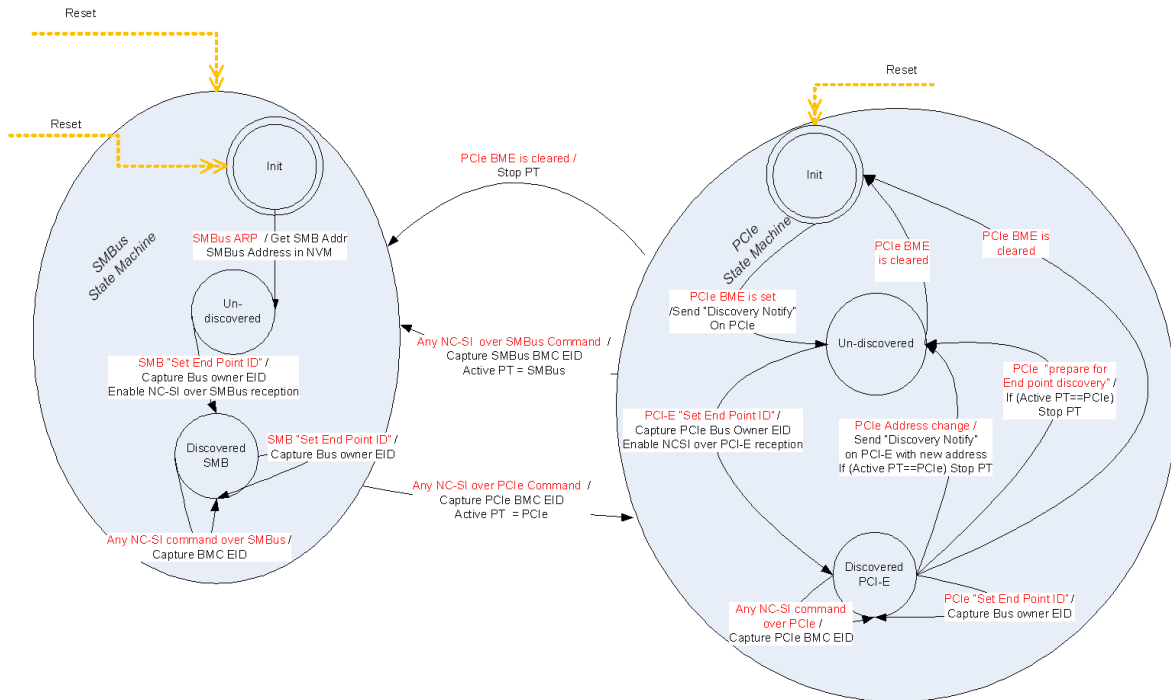 Reset
Reset
Init
SMBus
State Machine
SMBus ARP / Get SMB Addr
SMBus Address in NVM
Un-
discovered
SMB "Set End Point ID" /
Capture Bus owner EID
Enable NC-SI over SMBus reception
Discovered
SMB
SMB "Set End Point ID" /
Capture Bus owner EID
Any NC-SI command over SMBus /
Capture BMC EID
PCIe BME is cleared /
Stop PT
Any NC-SI over SMBus Command /
Capture SMBus BMC EID
Active PT = SMBus
Any NC-SI over PCIe Command /
Capture PCIe BMC EID
Active PT = PCIe
Reset
Init
PCIe
State Machine
PCIe BME is set
/Send "Discovery Notify"
On PCIe
PCIe BME
is cleared
PCIe BME is
cleared
Un-discovered
PCI-E "Set End Point ID" /
Capture PCIe Bus Owner EID
Enable NCSI over PCI-E reception
PCIe Address change /
Send "Discovery Notify"
on PCI-E with new address
If (Active PT==PCIe) Stop PT
PCIe "prepare for
End point discovery" /
If (Active PT==PCIe)
Stop PT
Discovered
PCI-E
Any NC-SI command
over PCIe /
Capture PCIe BMC EID
PCIe "Set End Point ID" /
Capture Bus owner EID